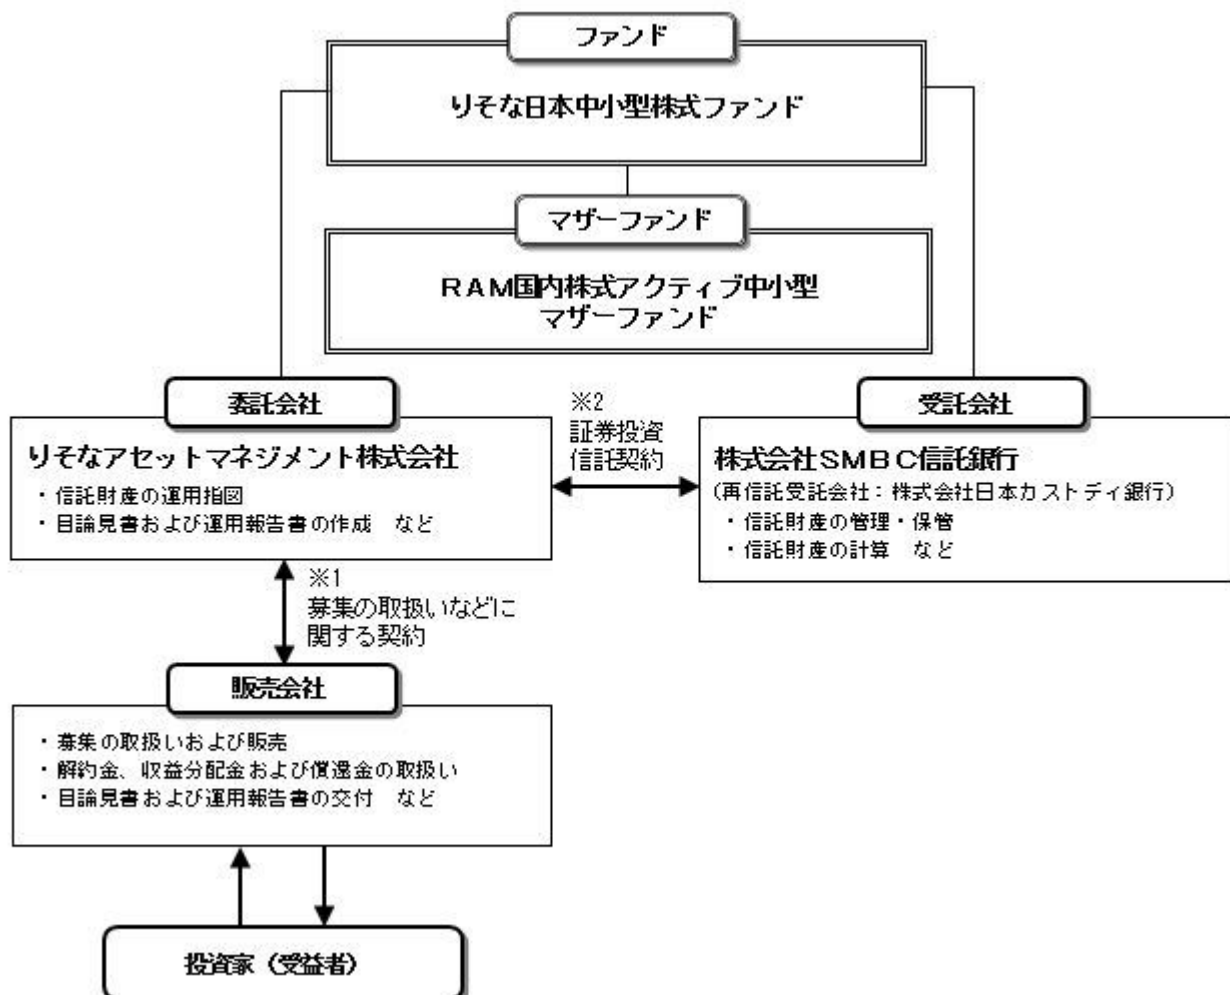 ファンド
りそな日本中小型株式ファンド
マザーファンド
RAM国内株式アクティブ中小型
マザーファンド
委託会社
りそなアセットマネジメント株式会社
・信託財産の運用指図
・目論見書および運用報告書の作成　など
※2
証券投資
信託契約
受託会社
株式会社SMBC信託銀行
(再信託受託会社：株式会社日本カストディ銀行)
・信託財産の管理・保管
・信託財産の計算　など
※1
募集の取扱いなどに
関する契約
販売会社
・募集の取扱いおよび販売
・解約金、収益分配金および償還金の取扱い
・目論見書および運用報告書の交付　など
投資家（受益者）